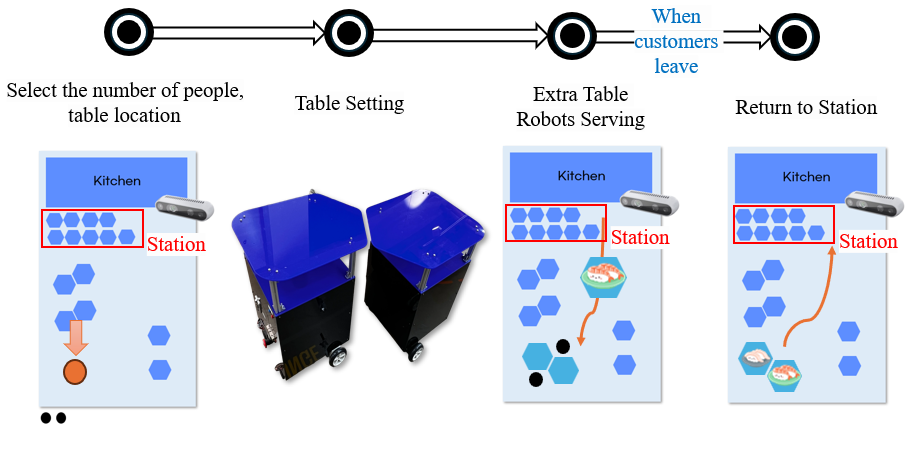 When
customers
leave
Select the number of people,
table location
Table Setting
Extra Table
Robots Serving
Return to Station
Kitchen
Station
Kitchen
Station
Kitchen
Station